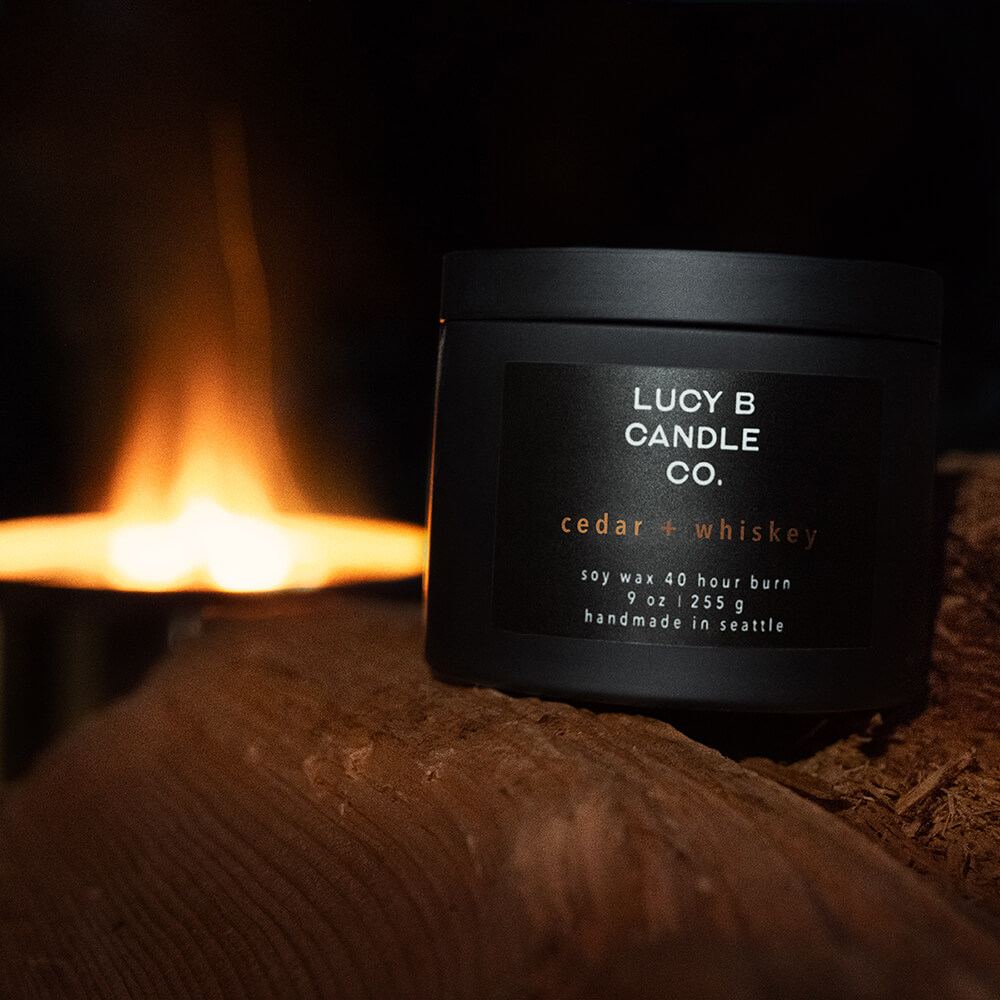 LUCY B
CANDLE
CO.
cedar + whiskey
soy wax 40 hour burn
9 oz | 255 g
handmade in seattle